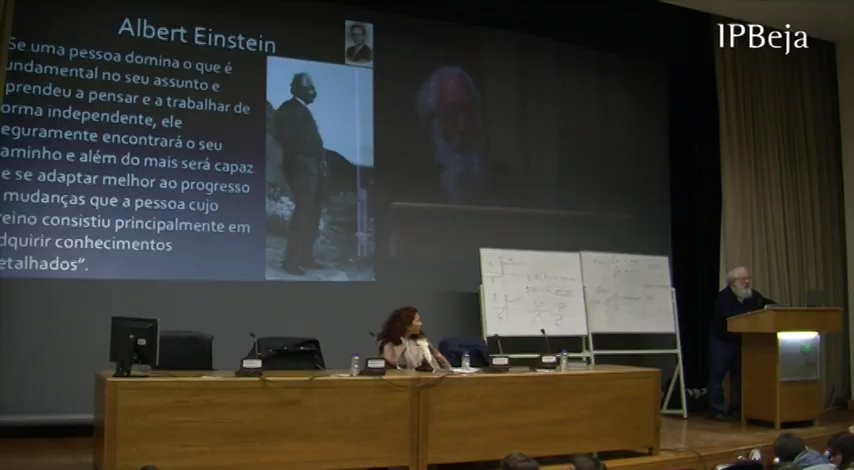 Albert Einstein
IPBeja
Se uma pessoa domina o que é
undamental no seu assunto e
prendeu a pensar e a trabalhar de
orma independente, ele
eguramente encontrará o seu
aminho e além do mais será capaz
e se adaptar melhor ao progresso
mudanças que a pessoa cujo
reino consistiu principalmente em
dquirir conhecimentos
etalhados”.